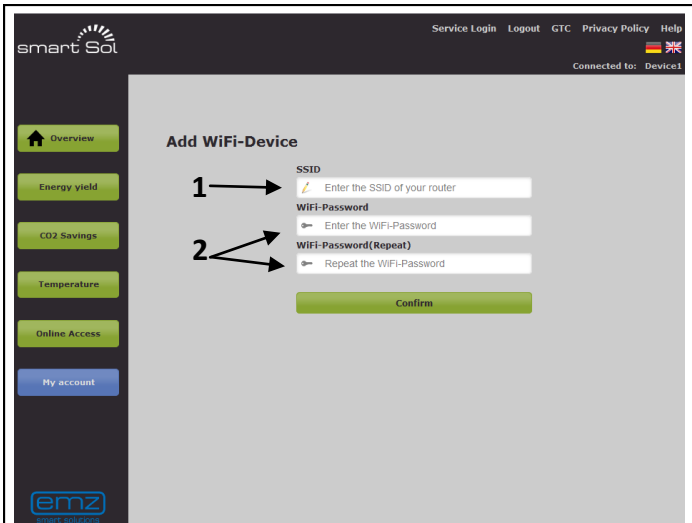 Service Login Logout GTC Privacy Policy Help
smart Sol
Connected to: Device1
Overview
Energy yield
CO2 Savings
Temperature
Online Access
My account
Add WiFi-Device
SSID
1
Enter the SSID of your router
WiFi-Password
Enter the WiFi-Password
2
WiFi-Password(Repeat)
Repeat the WiFi-Password
Confirm
emz
smart solutions